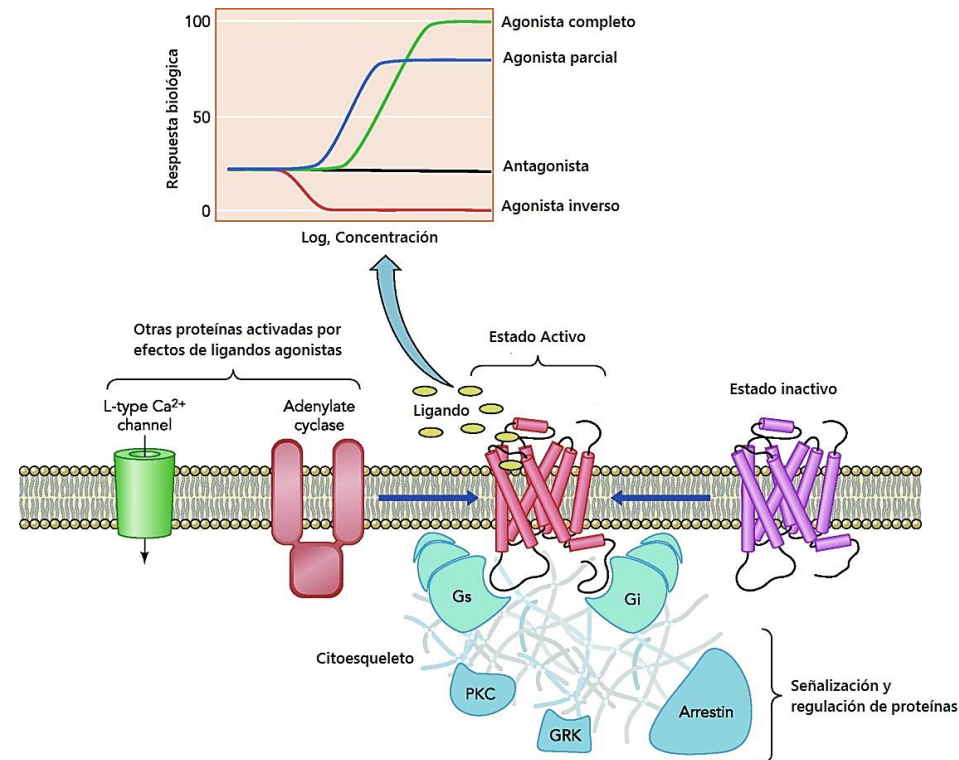 100
50
0
Respuesta biológica
Log, Concentración
Agonista completo
Agonista parcial
Antagonista
Agonista inverso
Otras proteínas activadas por
efectos de ligandos agonistas
L-type Ca²⁺
channel
Adenylate
cyclase
Ligando
Estado Activo
Estado inactivo
Gs
Gi
Citoesqueleto
PKC
GRK
Arrestin
Señalización y
regulación de proteínas